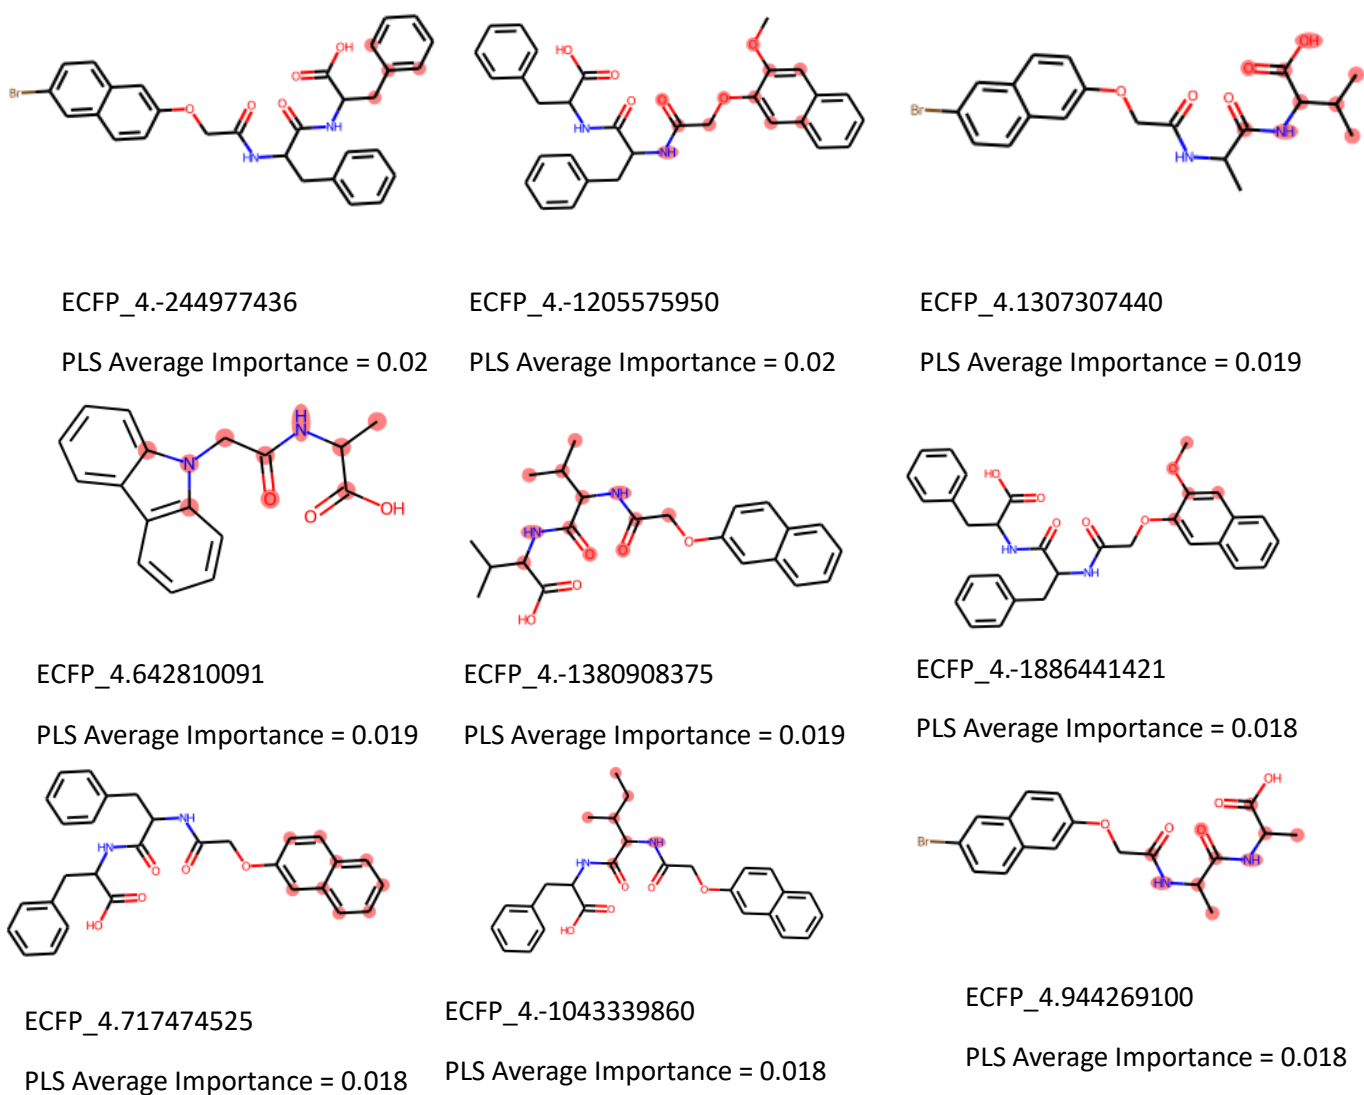 Br
O
O
HN
O
NH
O
OH
HO
O
NH
O
NH
O
O
O
Br
O
O
HN
O
NH
O
OH
ECFP_4.-244977436
ECFP_4.-1205575950
ECFP_4.1307307440
PLS Average Importance = 0.02
PLS Average Importance = 0.02
PLS Average Importance = 0.019
N
O
H
N
O
OH
HN
O
NH
O
O
O
HO
HO
O
NH
O
NH
O
O
O
ECFP_4.642810091
ECFP_4.-1380908375
ECFP_4.-1886441421
PLS Average Importance = 0.019
PLS Average Importance = 0.019
PLS Average Importance = 0.018
HN
O
NH
O
O
O
HO
HN
O
NH
O
O
O
HO
Br
O
O
HN
O
NH
O
OH
ECFP_4.717474525
ECFP_4.-1043339860
ECFP_4.944269100
PLS Average Importance = 0.018
PLS Average Importance = 0.018
PLS Average Importance = 0.018